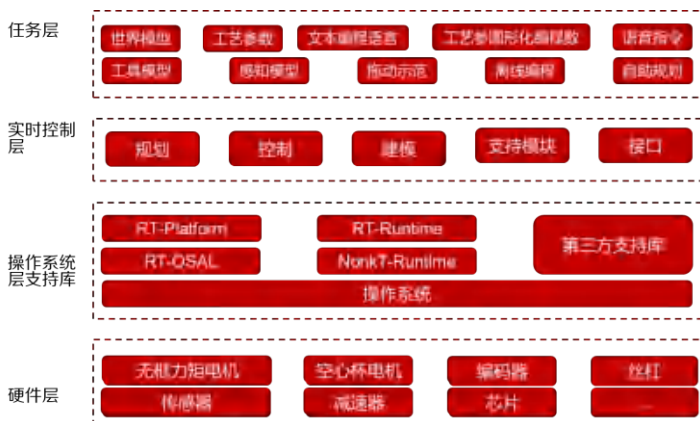 任务层
世界模型 工艺参数 文本编程语言 工艺参圆形化编程数 语音指令
工具模型 感知模型 拖动示范 离线编程 自助规划
实时控制层
规划 控制 建模 支持模块 接口
操作系统层支持库
RT-Platform RT-Runtime 第三方支持库
RT-OSAL NonkT-Runtime
操作系统
硬件层
无框力矩电机 空心杯电机 编码器 丝杠
传感器 减速器 芯片 ...